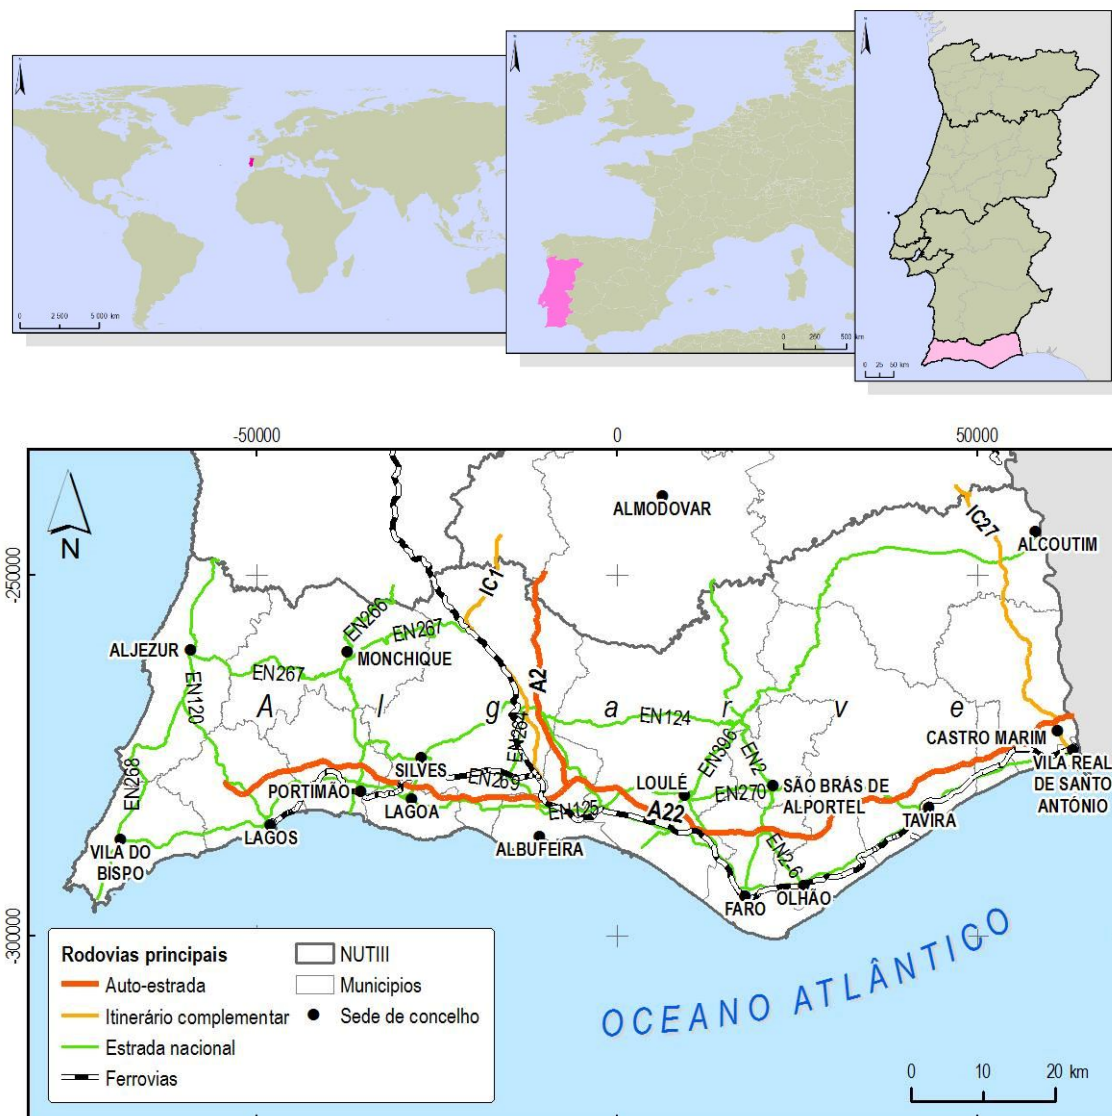 0 2 500 5 000 km
0 250 500 km
0 25 50 km
-50000 0 50000
-250000
-300000
N
ALMODOVAR
IC27
ALCOUTIM
IC1
EN266
EN267
ALJEZUR
MONCHIQUE
EN267
A2
EN120
A l g a r v e
EN124
EN264
EN396
EN2
CASTRO MARIM
SILVES
EN268
EN269
LOULÉ
EN270
SÃO BRÁS DE
ALPORTEL
VILA REAL
DE SANTO
ANTÓNIO
PORTIMÃO
LAGOA
EN125
A22
TAVIRA
LAGOS
ALBUFEIRA
VILA DO
BISPO
EN2-6
OLHÃO
FARO
OCEANO ATLÂNTICO
Rodovias principais
Auto-estrada
Itinerário complementar
Estrada nacional
Ferrovias
NUTIII
Municipios
Sede de concelho
0 10 20 km